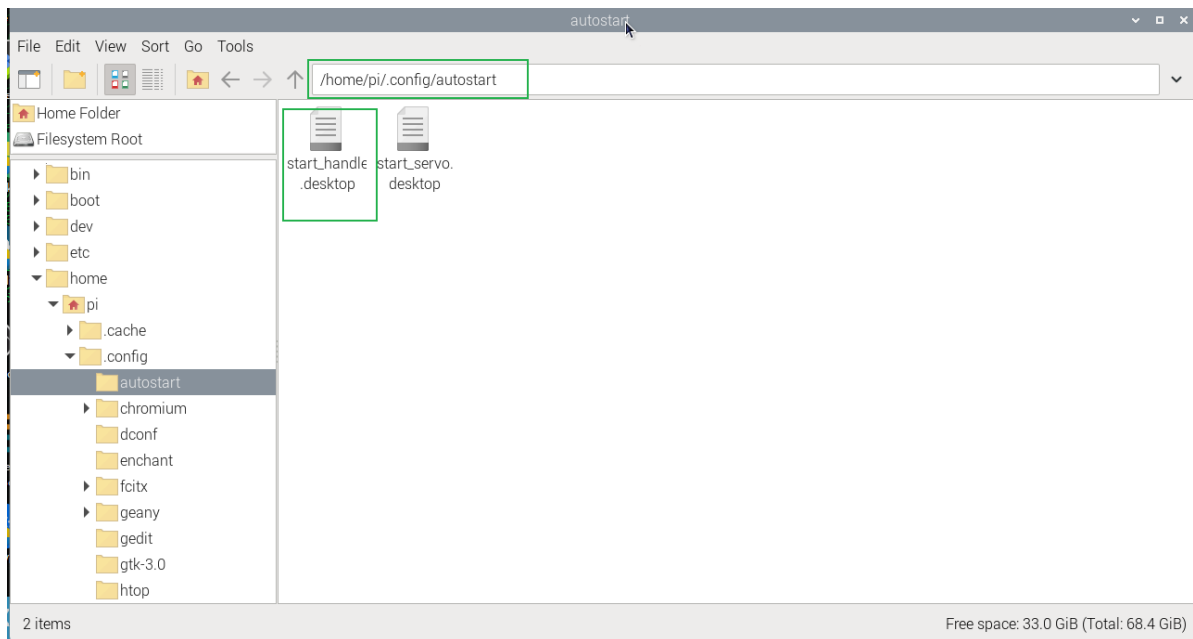 autostart
File Edit View Sort Go Tools
/home/pi/.config/autostart
Home Folder
Filesystem Root
bin
boot
dev
etc
home
pi
.cache
.config
autostart
chromium
dconf
enchant
fcitx
geany
gedit
gtk-3.0
htop
start_handle
.desktop
start_servo.
desktop
2 items
Free space: 33.0 GiB (Total: 68.4 GiB)